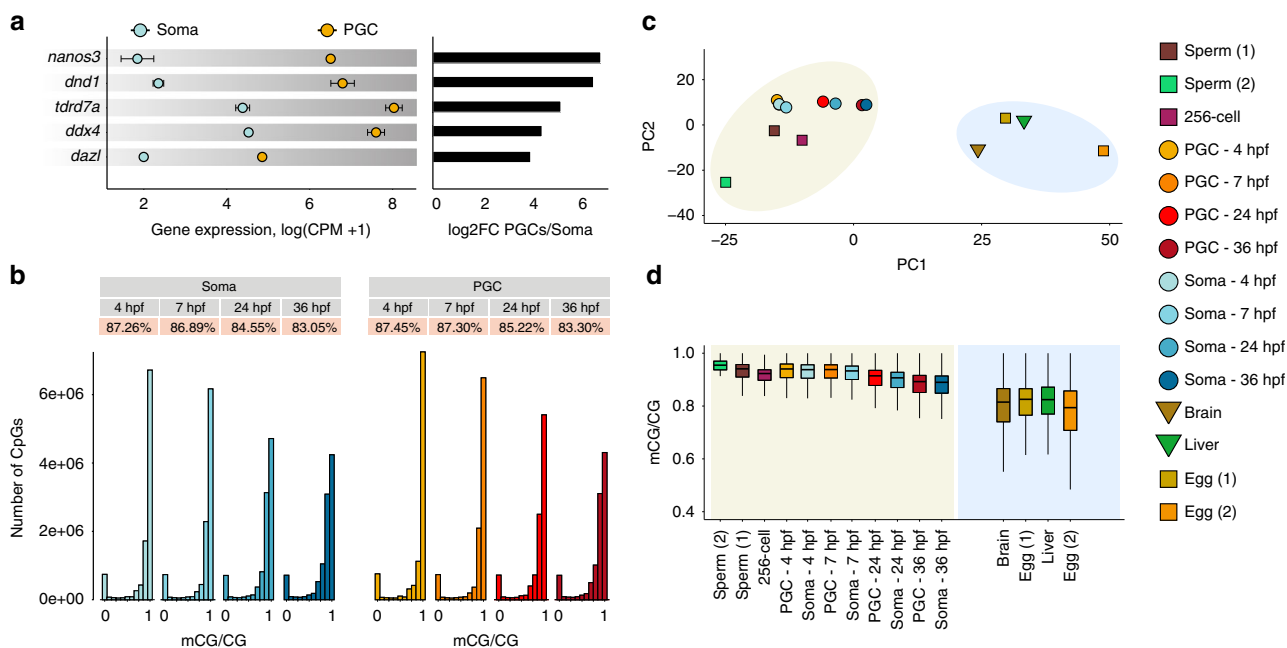 a
Soma
PGC
nanos3
dnd1
tdrd7a
ddx4
dazl
2 4 6 8
Gene expression, log(CPM +1)
0 2 4 6
log2FC PGCs/Soma
b
Soma
4 hpf 7 hpf 24 hpf 36 hpf
87.26% 86.89% 84.55% 83.05%
PGC
4 hpf 7 hpf 24 hpf 36 hpf
87.45% 87.30% 85.22% 83.30%
Number of CpGs
6e+06
4e+06
2e+06
0e+00
0 1 0 1 0 1 0 1
mCG/CG
0 1 0 1 0 1 0 1
mCG/CG
c
PC2
20
0
−20
−40
−25 0 25 50
PC1
Sperm (1)
Sperm (2)
256-cell
PGC - 4 hpf
PGC - 7 hpf
PGC - 24 hpf
PGC - 36 hpf
Soma - 4 hpf
Soma - 7 hpf
Soma - 24 hpf
Soma - 36 hpf
Brain
Liver
Egg (1)
Egg (2)
d
mCG/CG
1.0
0.8
0.6
0.4
Sperm (2)
Sperm (1)
256-cell
PGC - 4 hpf
Soma - 4 hpf
PGC - 7 hpf
Soma - 7 hpf
PGC - 24 hpf
Soma - 24 hpf
PGC - 36 hpf
Soma - 36 hpf
Brain
Egg (1)
Liver
Egg (2)